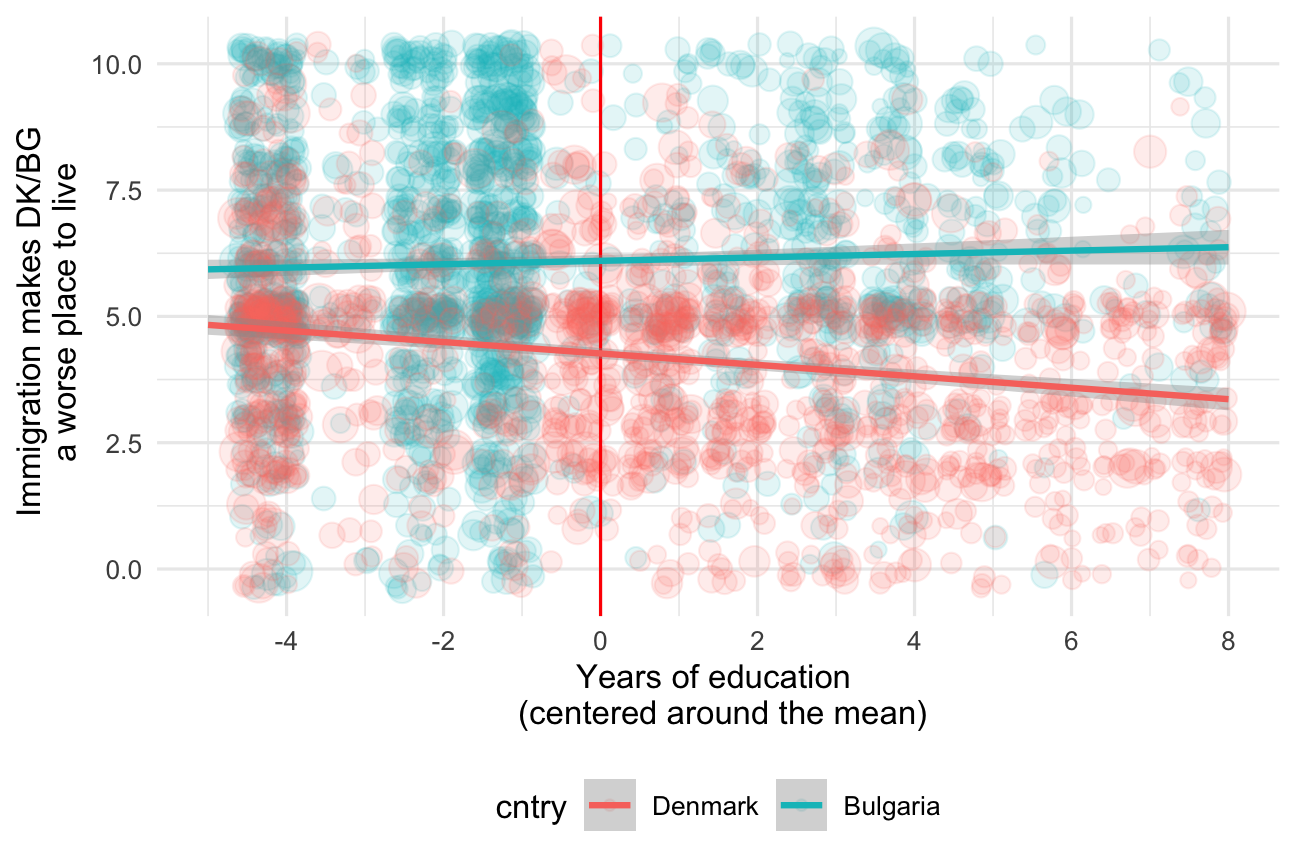 Immigration makes DK/BG
a worse place to live
10.0
7.5
5.0
2.5
0.0
-4 -2 0 2 4 6 8
Years of education
(centered around the mean)
cntry Denmark Bulgaria